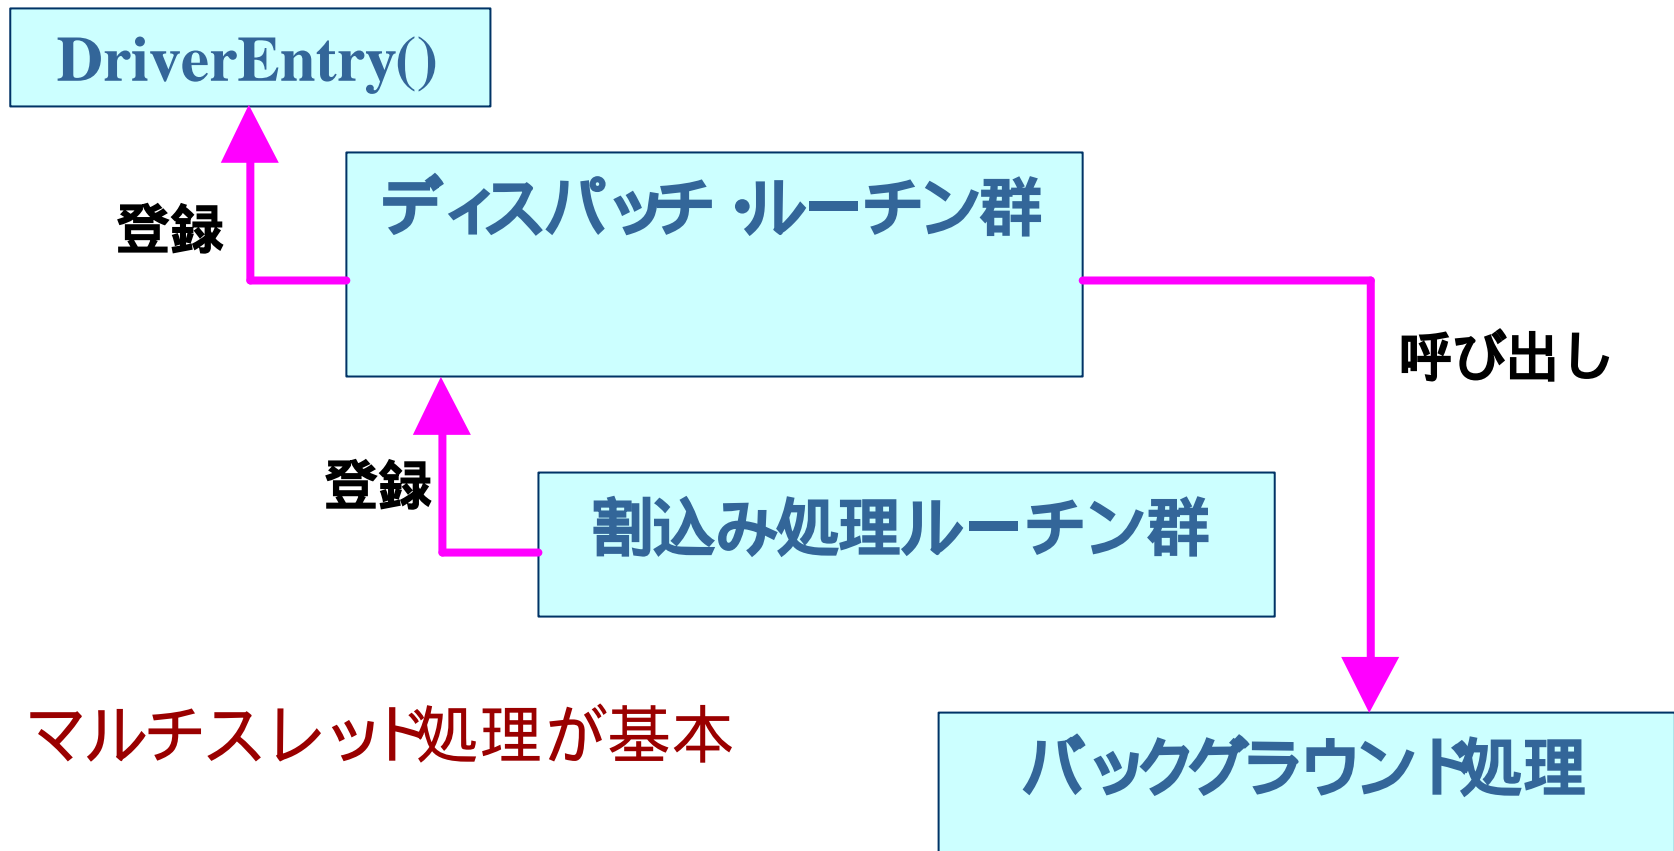 DriverEntry()
ディスパッチ・ルーチン群
登録
呼び出し
登録
割込み処理ルーチン群
マルチスレッド処理が基本
バックグラウンド処理